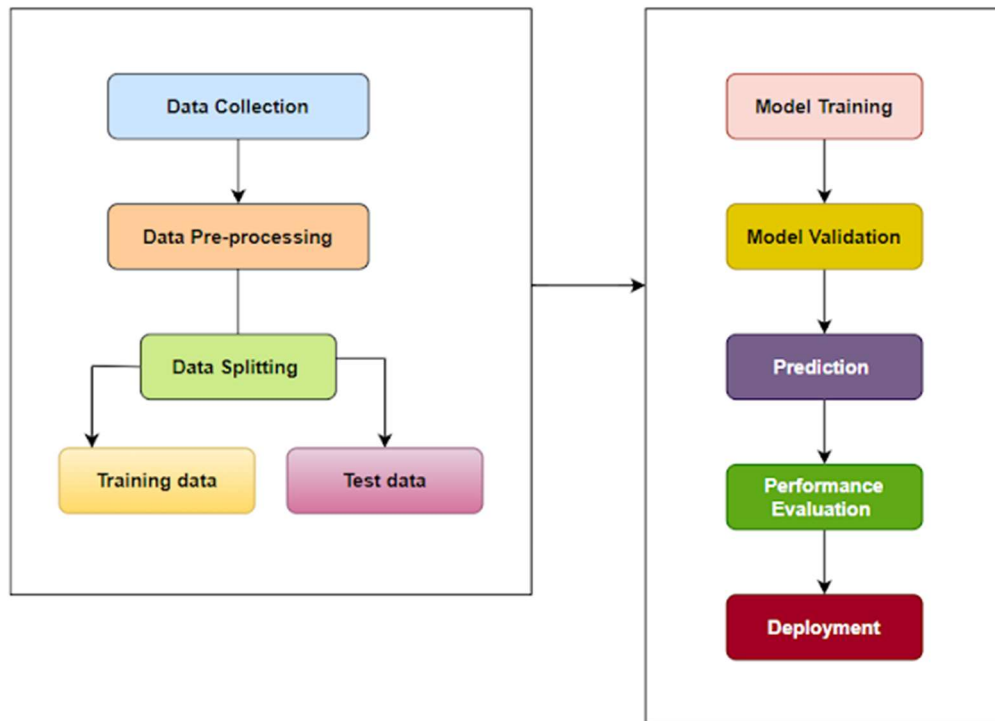 Data Collection
Data Pre-processing
Data Splitting
Training data
Test data
Model Training
Model Validation
Prediction
Performance
Evaluation
Deployment